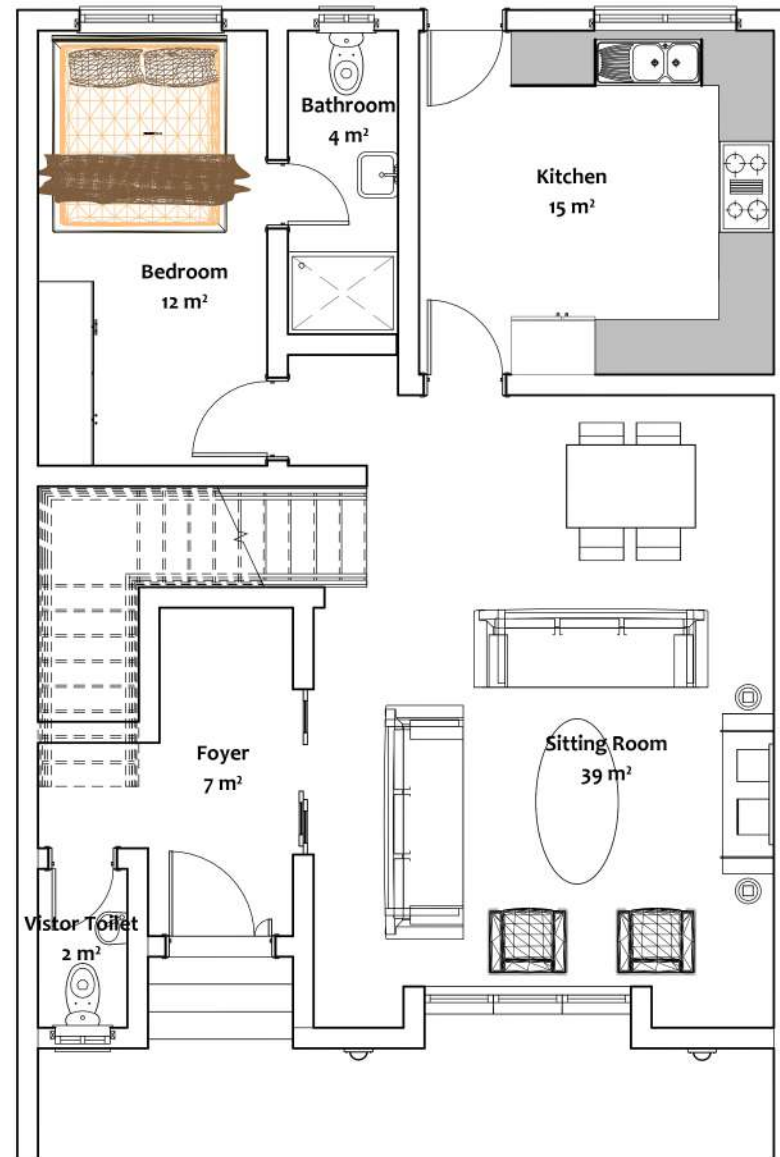 Bathroom
4 m²
Kitchen
15 m²
Bedroom
12 m²
Sitting Room
39 m²
Foyer
7 m²
Vistor Toilet
2 m²